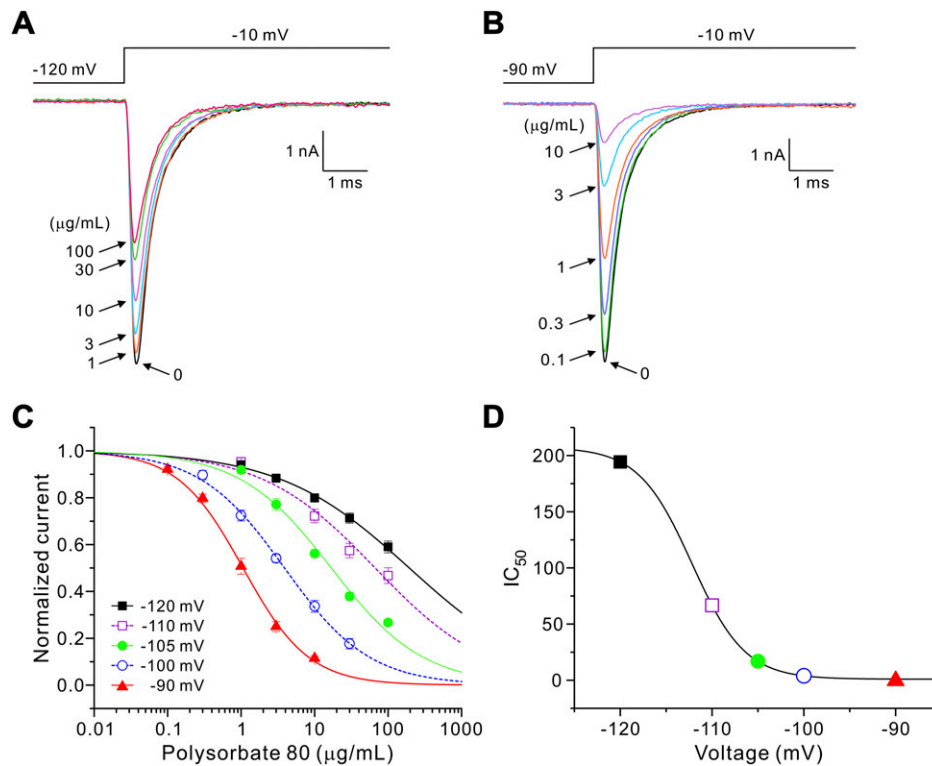 A
-10 mV
-120 mV
1 nA
1 ms
(μg/mL)
100
30
10
3
1
0
B
-10 mV
-90 mV
(μg/mL)
10
3
1
0.3
0.1
0
1 nA
1 ms
C
Normalized current
1.0
0.8
0.6
0.4
0.2
0.0
-120 mV
-110 mV
-105 mV
-100 mV
-90 mV
0.01 0.1 1 10 100 1000
Polysorbate 80 (μg/mL)
D
IC50
200
150
100
50
0
-120 -110 -100 -90
Voltage (mV)